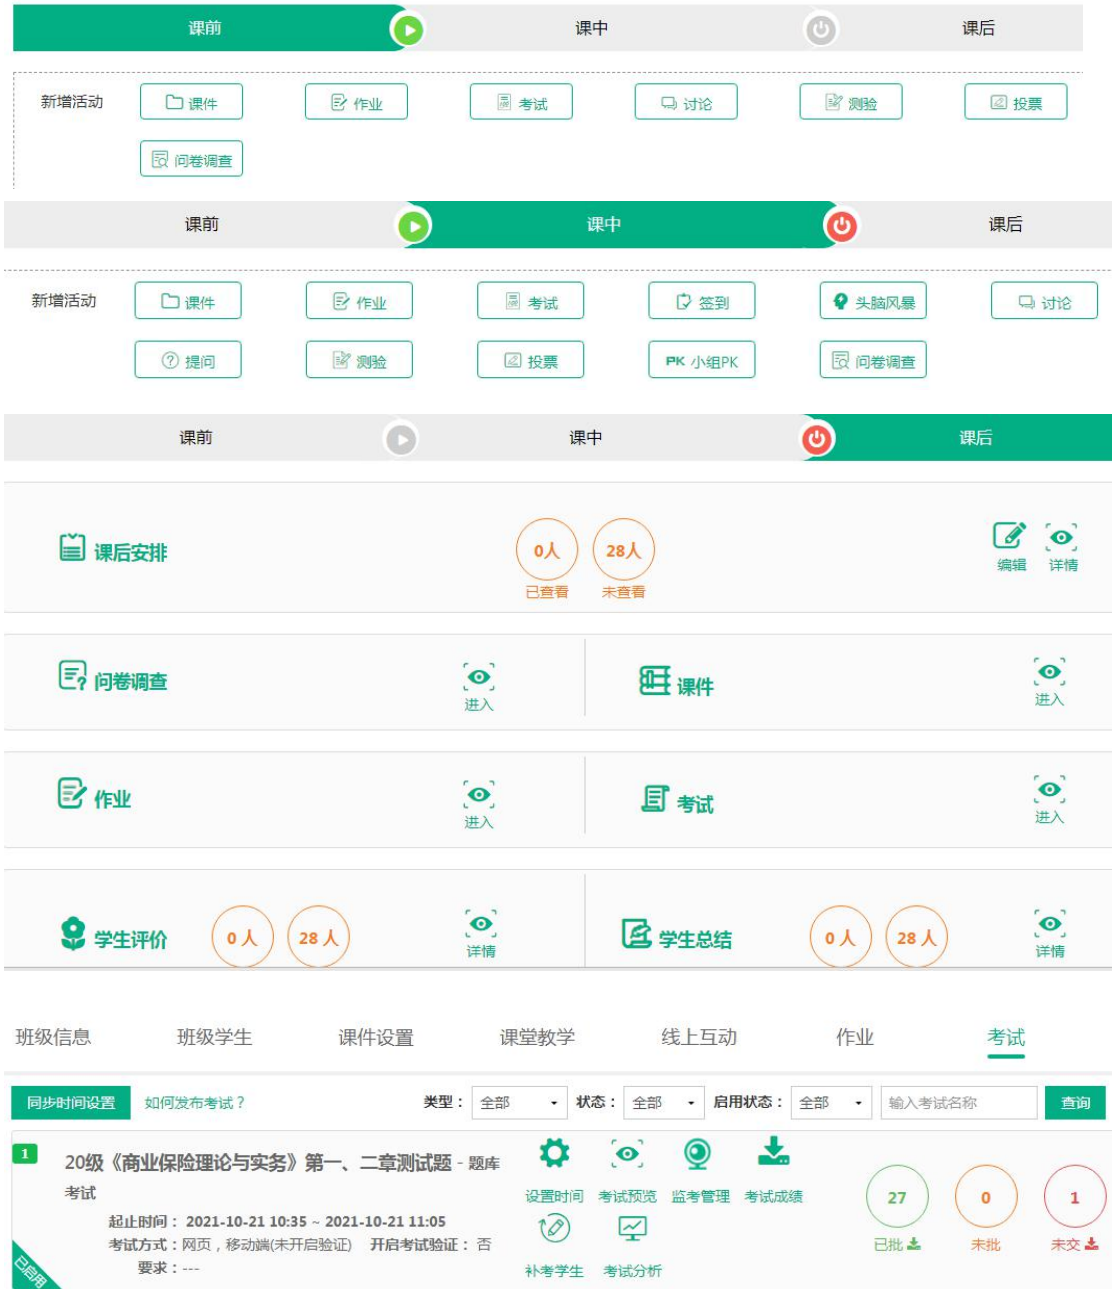 课前 课中 课后
新增活动 课件 作业 考试 讨论 测验 投票
问卷调查
课前 课中 课后
新增活动 课件 作业 考试 签到 头脑风暴 讨论
提问 测验 投票 PK 小组PK 问卷调查
课前 课中 课后
课后安排 0人 28人 编辑 详情
已查看 未查看
问卷调查 进入 课件 进入
作业 进入 考试 进入
学生评价 0人 28人 详情 学生总结 0人 28人 详情
班级信息 班级学生 课件设置 课堂教学 线上互动 作业 考试
同步时间设置 如何发布考试？ 类型： 全部 状态： 全部 启用状态： 全部 输入考试名称 查询
1 20级《商业保险理论与实务》第一、二章测试题 - 题库
考试 设置时间 考试预览 监考管理 考试成绩 27 0 1
起止时间： 2021-10-21 10:35 ~ 2021-10-21 11:05
考试方式：网页，移动端(未开启验证) 开启考试验证： 否 已批 未批 未交
要求：--- 补考学生 考试分析
已启用